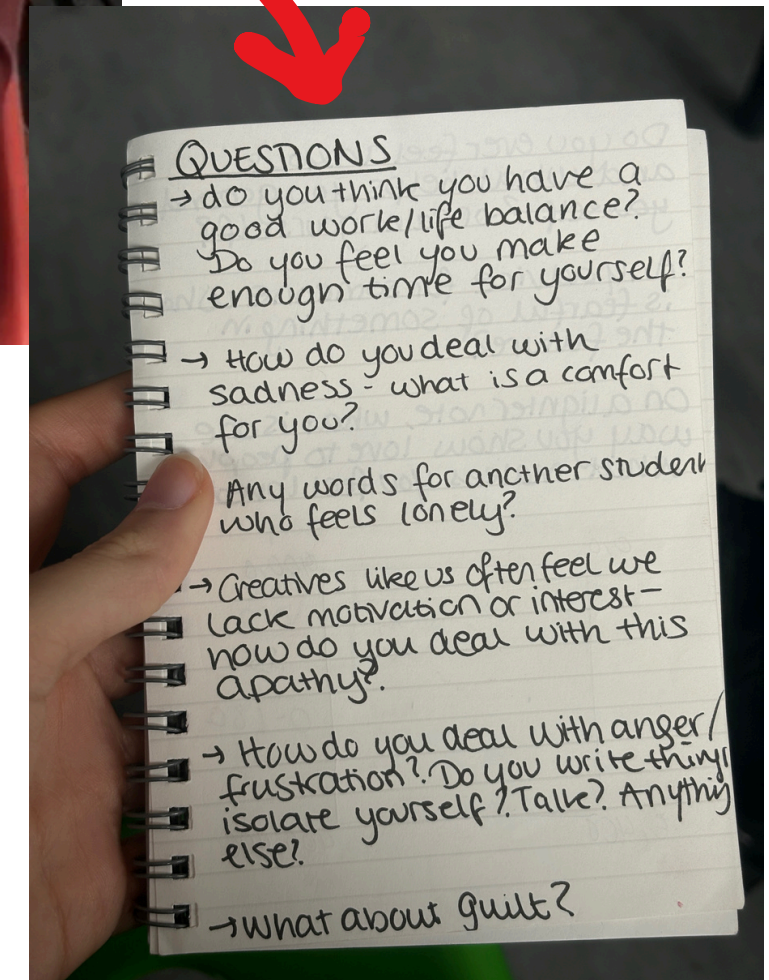 QUESTIONS
→ do you think you have a
good work/life balance?
Do you feel you make
enough time for yourself?
→ How do you deal with
sadness - what is a comfort
for you?
Any words for another student
who feels lonely?
→ Creatives like us often feel we
lack motivation or interest-
how do you deal with this
apathy?
→ How do you deal with anger/
frustration? Do you write things
isolate yourself? Talk? Anything
else?
→ What about guilt?